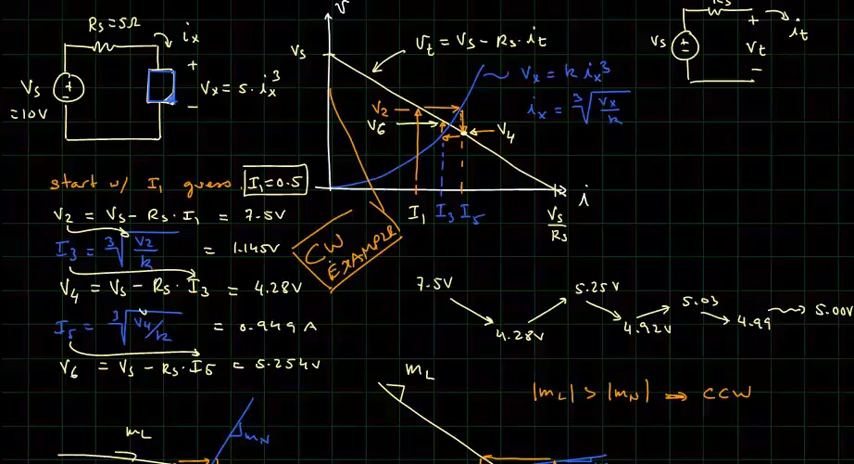 Rs=5Ω
ix
+
Vs
=10V
Vx=5·ix³
−
V
Vs
Vt=Vs−Rs·it
Vx=kix³
ix=∛(Vx/k)
V2
V6
V4
I1
I3
I5
Vs/Rs
i
Rs
+
it
Vs
Vt
−
start w/ I1 guess I1=0.5
V2=Vs−Rs·I1=7.5V
I3=∛(V2/k)=1.145V
V4=Vs−Rs·I3=4.28V
I5=∛(V4/k)=0.949A
V6=Vs−Rs·I5=5.254V
CW
EXAMPLE
7.5V
4.28V
5.25V
4.92V
5.03
4.99
5.00V
mL
mN
mL
|mL|>|mN| → CCW